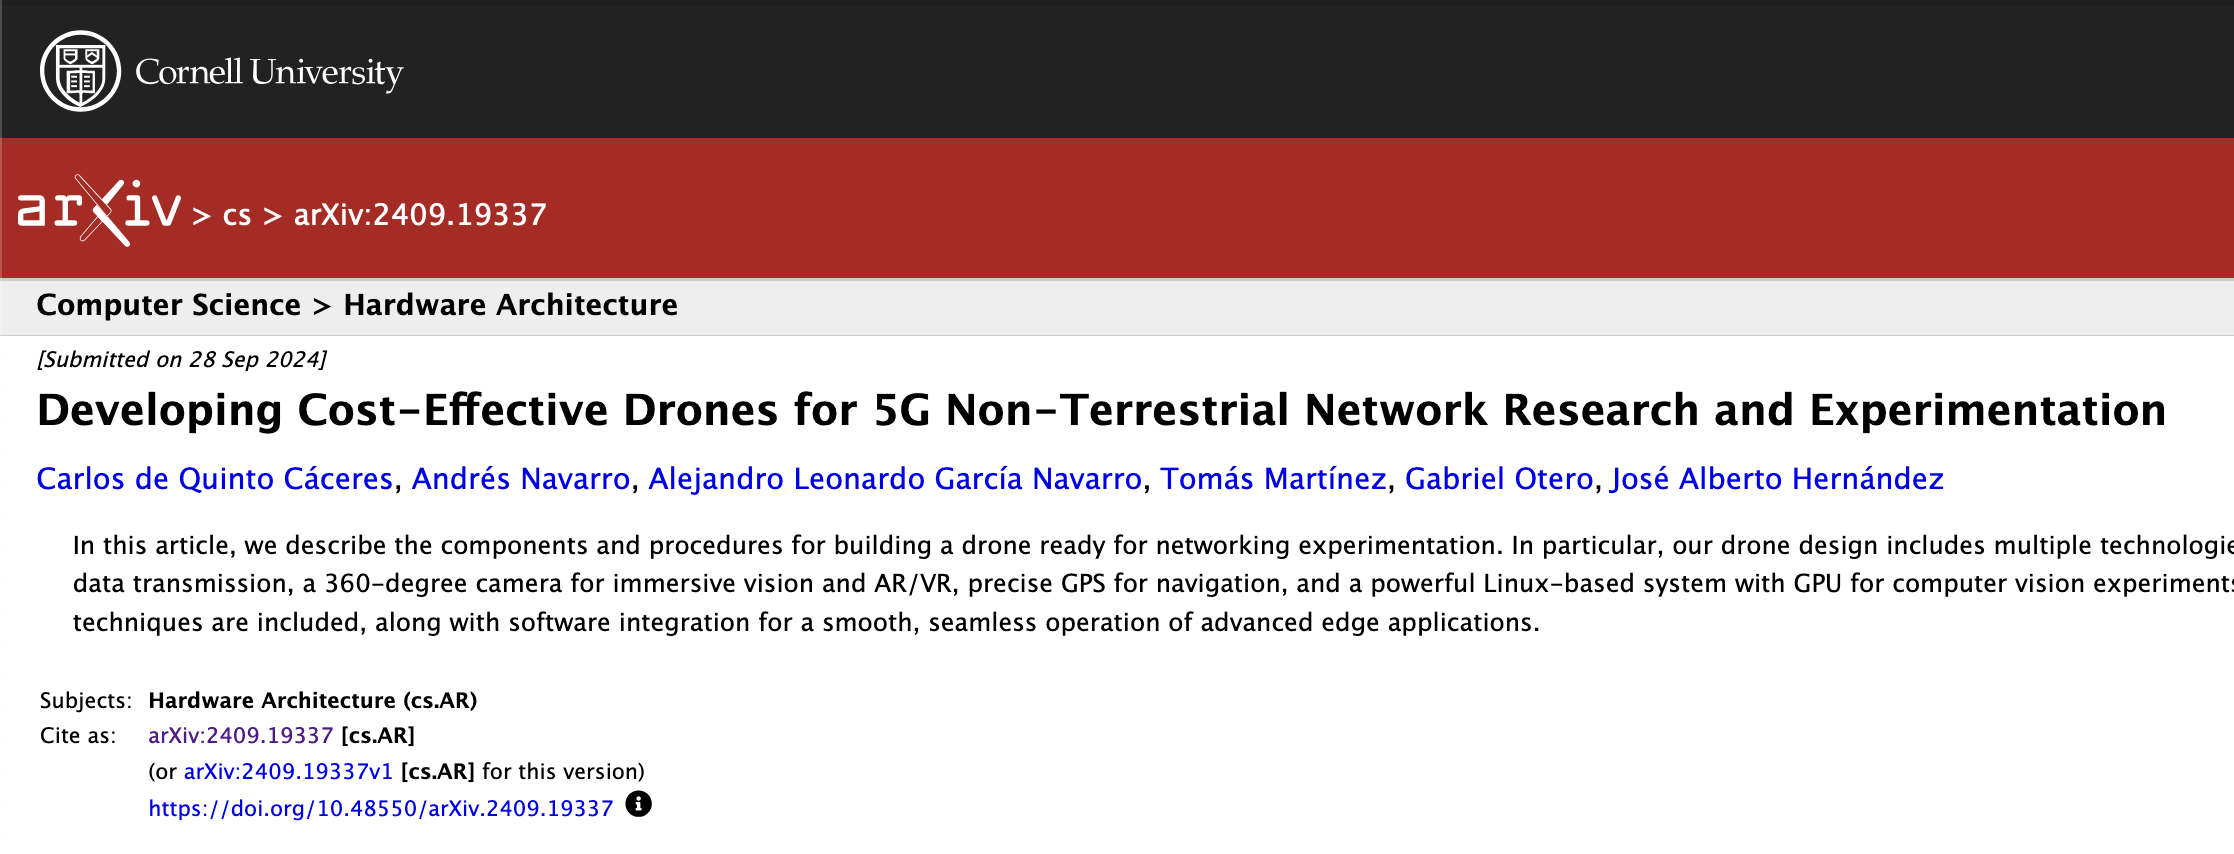 Cornell University
arXiv > cs > arXiv:2409.19337
Computer Science > Hardware Architecture
[Submitted on 28 Sep 2024]
Developing Cost-Effective Drones for 5G Non-Terrestrial Network Research and Experimentation
Carlos de Quinto Cáceres, Andrés Navarro, Alejandro Leonardo García Navarro, Tomás Martínez, Gabriel Otero, José Alberto Hernández
In this article, we describe the components and procedures for building a drone ready for networking experimentation. In particular, our drone design includes multiple
data transmission, a 360-degree camera for immersive vision and AR/VR, precise GPS for navigation, and a powerful Linux-based system with GPU for computer vision experiments
techniques are included, along with software integration for a smooth, seamless operation of advanced edge applications.
Subjects: Hardware Architecture (cs.AR)
Cite as: arXiv:2409.19337 [cs.AR]
(or arXiv:2409.19337v1 [cs.AR] for this version)
https://doi.org/10.48550/arXiv.2409.19337